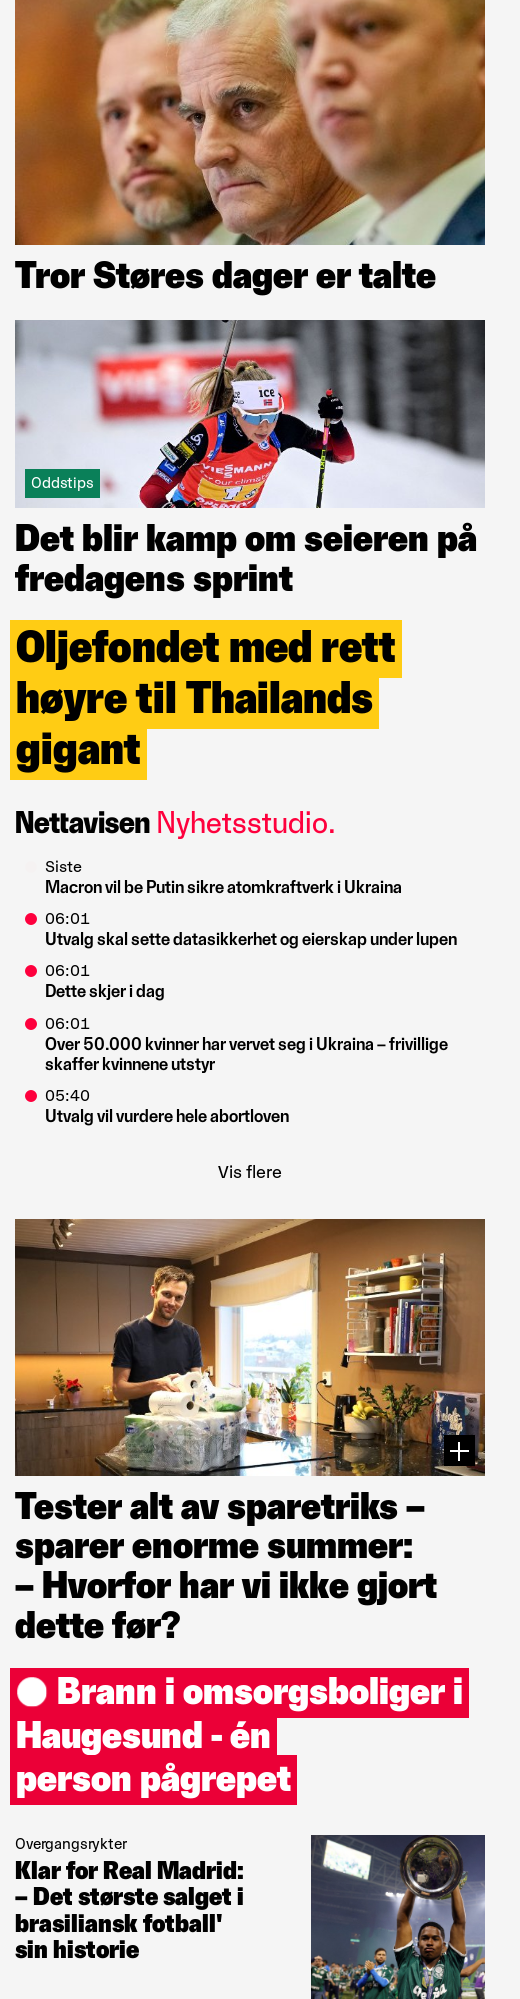 Tror Støres dager er talte
ice
VIESSMANN
Oddstips
Det blir kamp om seieren på
fredagens sprint
Oljefondet med rett
høyre til Thailands
gigant
Nettavisen Nyhetsstudio.
Siste
Macron vil be Putin sikre atomkraftverk i Ukraina
06:01
Utvalg skal sette datasikkerhet og eierskap under lupen
06:01
Dette skjer i dag
06:01
Over 50.000 kvinner har vervet seg i Ukraina – frivillige
skaffer kvinnene utstyr
05:40
Utvalg vil vurdere hele abortloven
Vis flere
Tester alt av sparetriks –
sparer enorme summer:
– Hvorfor har vi ikke gjort
dette før?
Brann i omsorgsboliger i
Haugesund - én
person pågrepet
Overgangsrykter
Klar for Real Madrid:
– Det største salget i
brasiliansk fotball'
sin historie